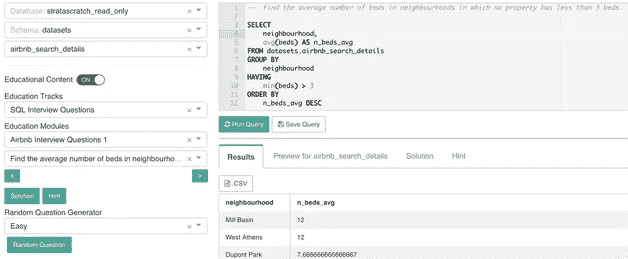 Database: stratascratch_read_only
Schema: datasets
airbnb_search_details
Educational Content ON
Education Tracks
SQL Interview Questions
Education Modules
Airbnb Interview Questions 1
Find the average number of beds in neighbourho...
< >
Solution Hint
Random Question Generator
Easy
Random Question
1 -- find the average number of beds in neighbourhoods in which no property has less than 3 beds.
2
3 SELECT
4 neighbourhood,
5 avg(beds) AS n_beds_avg
6 FROM datasets.airbnb_search_details
7 GROUP BY
8 neighbourhood
9 HAVING
10 min(beds) > 3
11 ORDER BY
12 n_beds_avg DESC
Run Query Save Query
Results Preview for airbnb_search_details Solution Hint
.CSV
neighbourhood n_beds_avg
Mill Basin 12
West Athens 12
Dupont Park 7.666666666666667